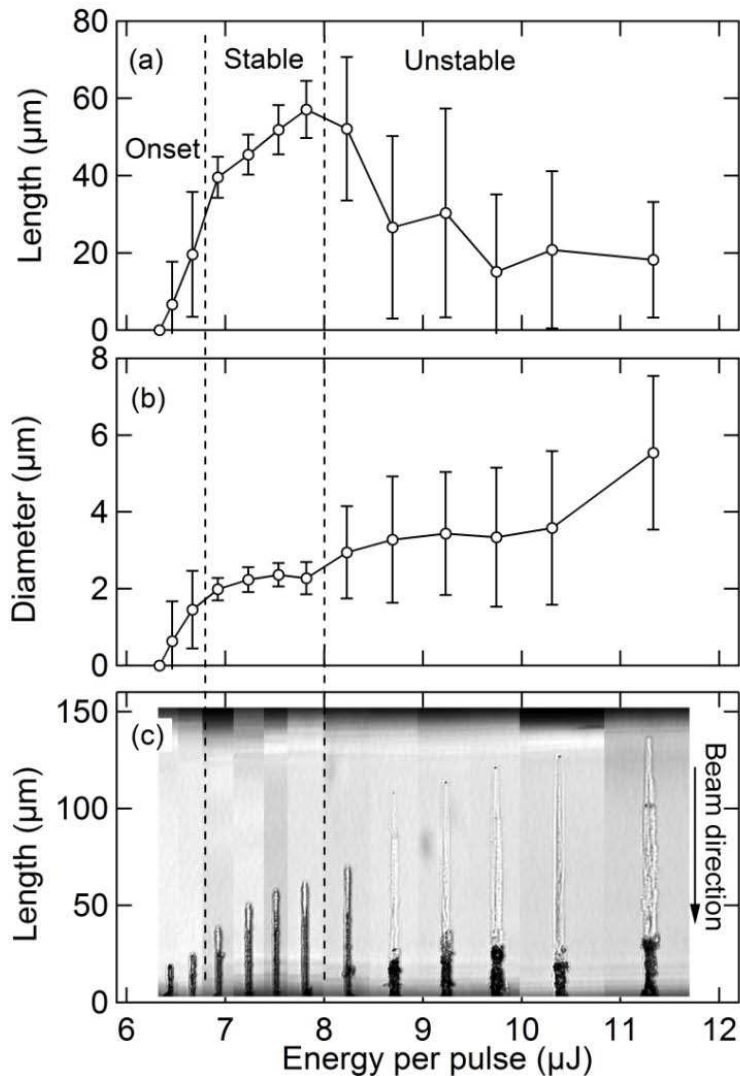 80
(a)
Stable
Unstable
60
Onset
40
20
0
Length (μm)
8
(b)
6
4
2
0
Diameter (μm)
150
(c)
100
50
0
Length (μm)
Beam direction
6 7 8 9 10 11 12
Energy per pulse (μJ)